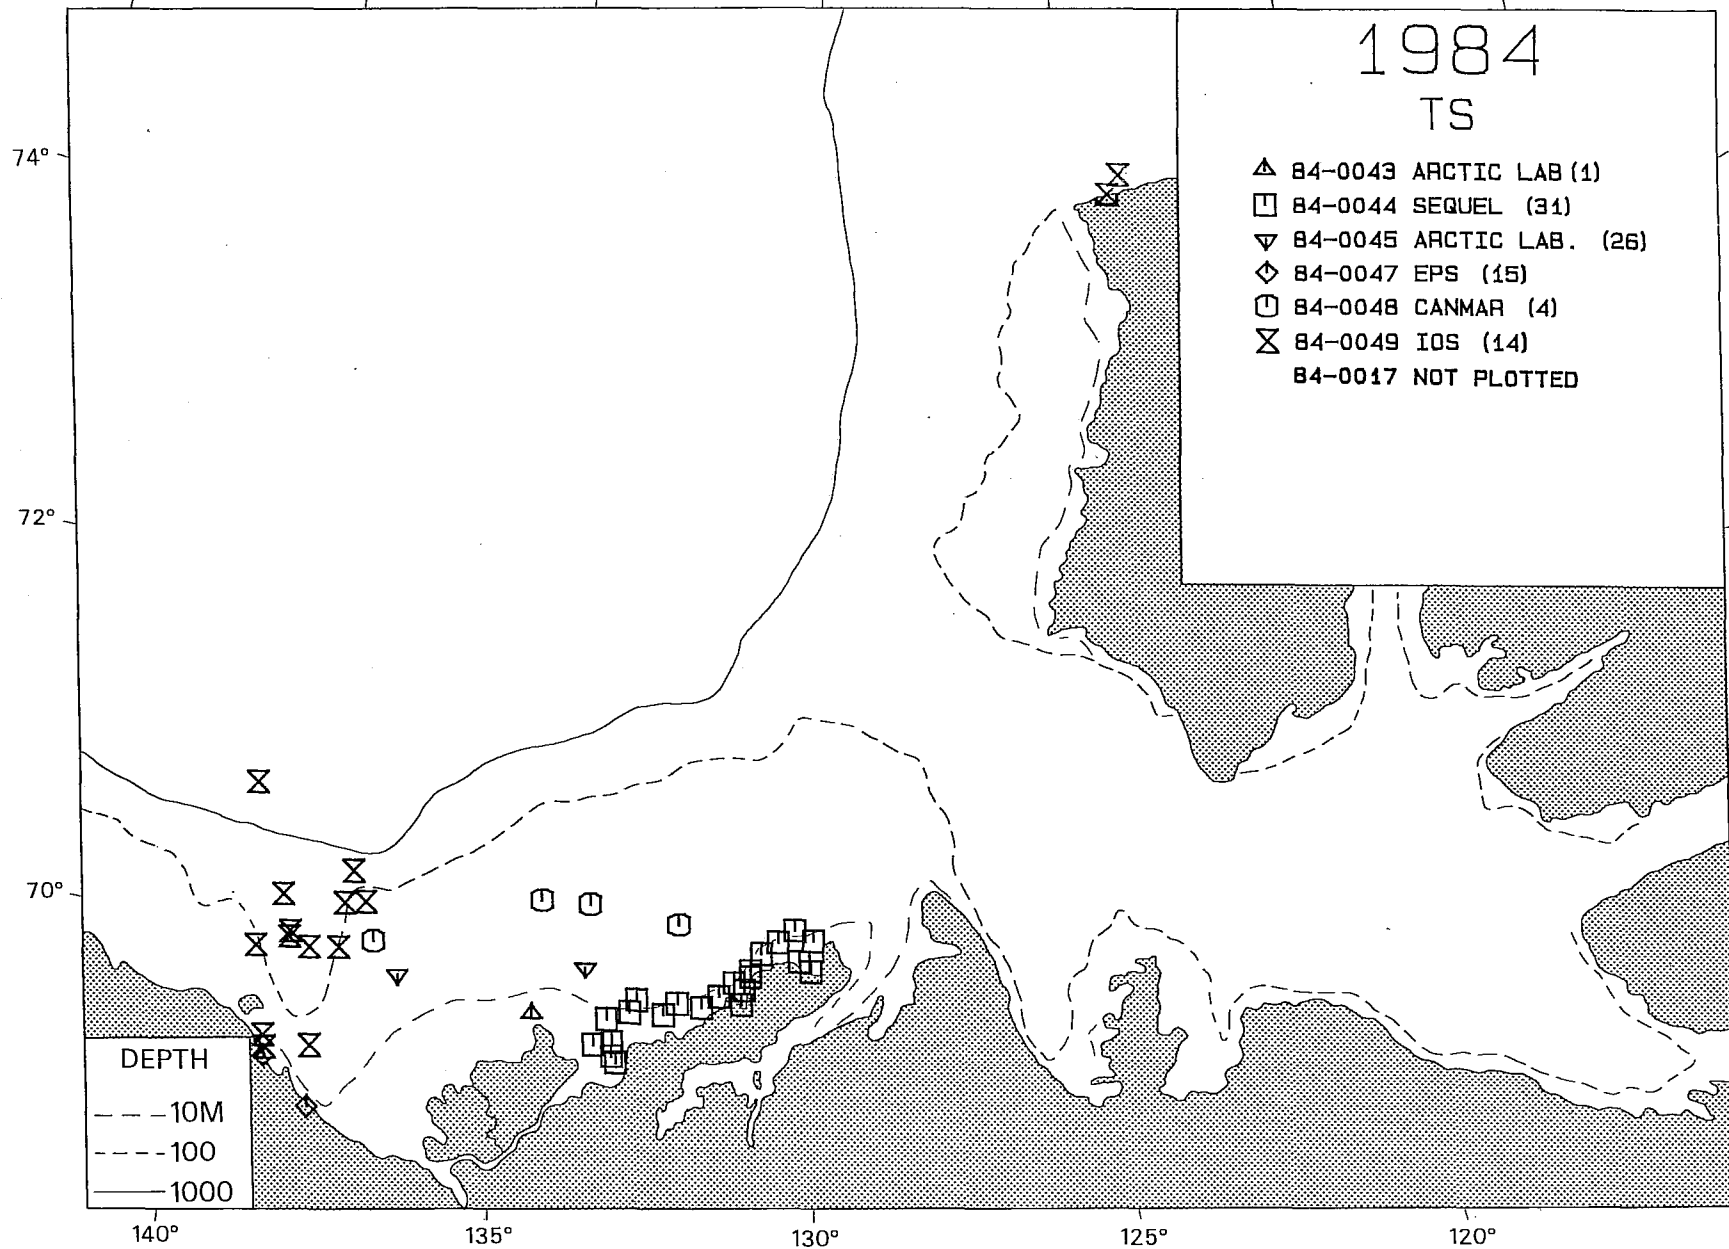 1984
TS
84-0043 ARCTIC LAB (1)
84-0044 SEQUEL (31)
84-0045 ARCTIC LAB. (26)
84-0047 EPS (15)
84-0048 CANMAR (4)
84-0049 IOS (14)
84-0017 NOT PLOTTED
74°
72°
70°
DEPTH
10M
100
1000
140°
135°
130°
125°
120°